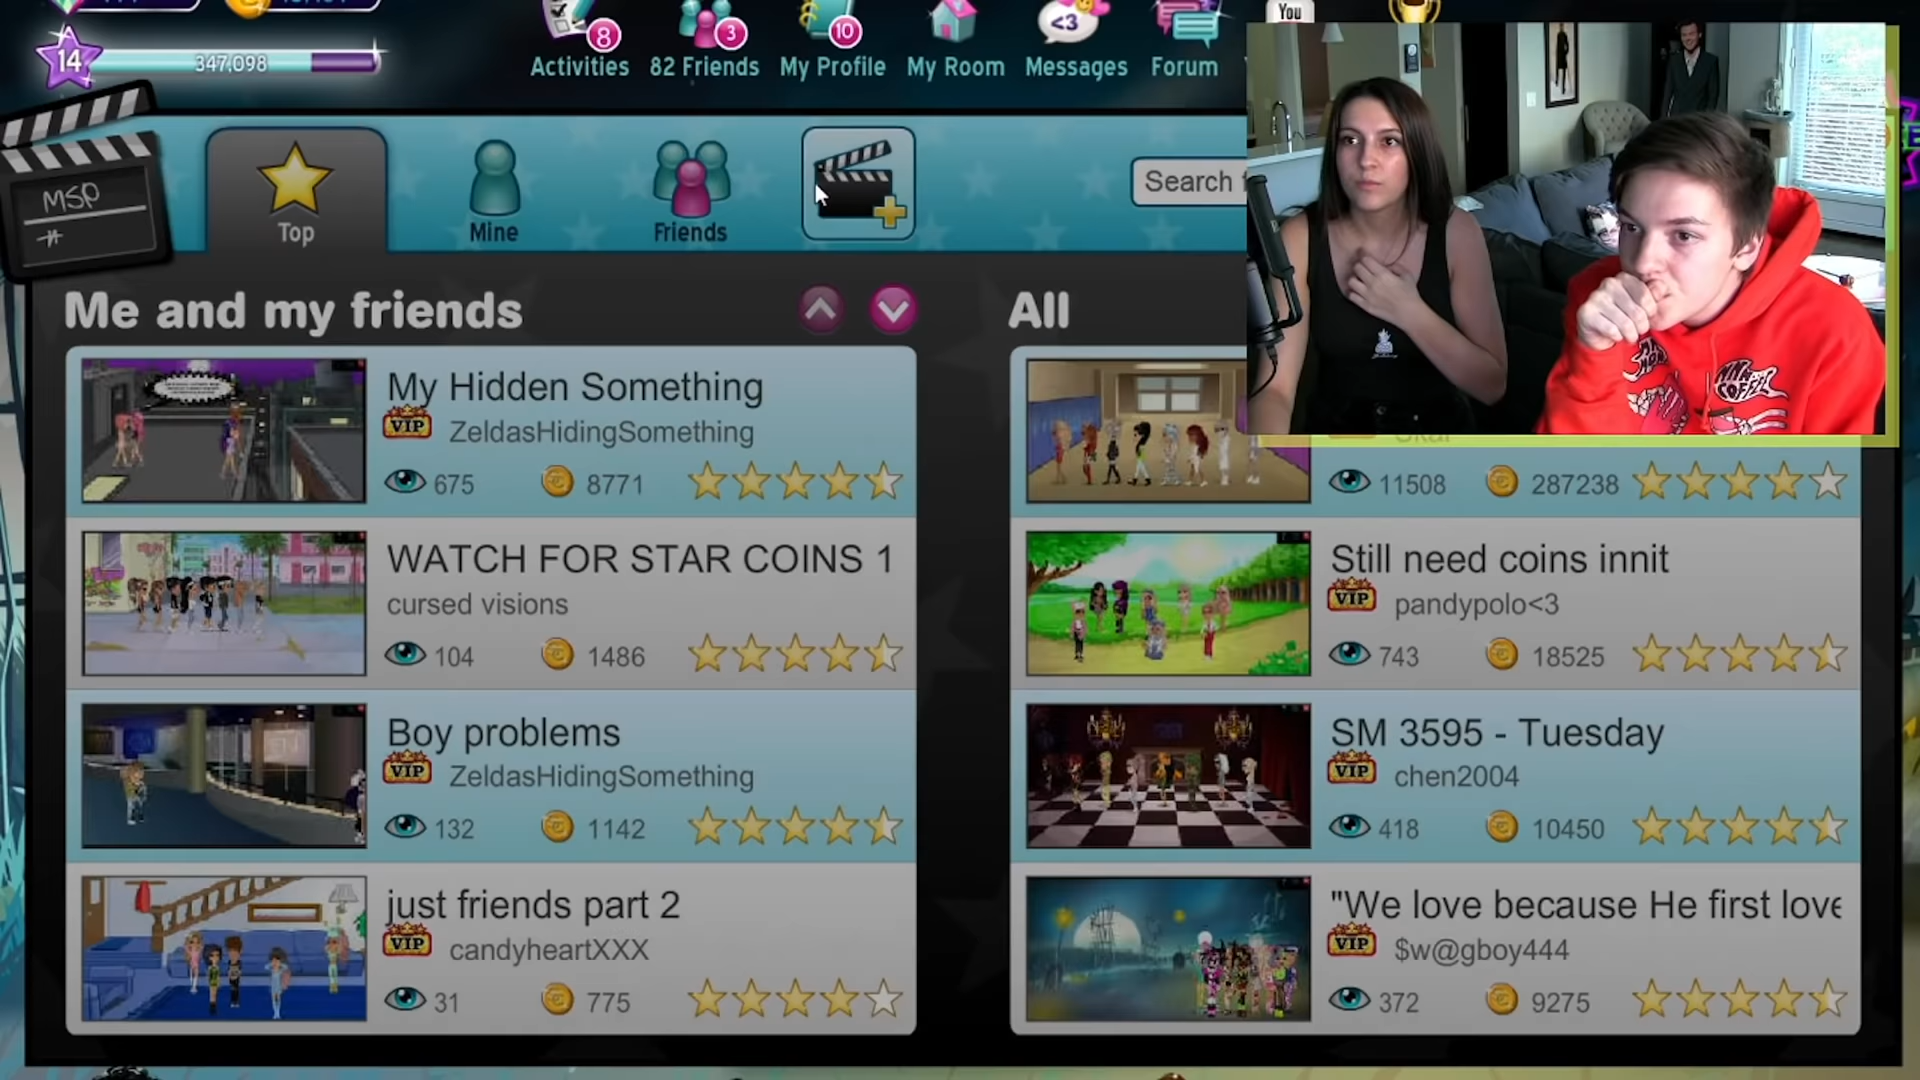 14
347,098
8
3
10
<3
You
Activities
82 Friends
My Profile
My Room
Messages
Forum
MSP
#
Top
Mine
Friends
Search
Me and my friends
All
My Hidden Something
VIP ZeldasHidingSomething
675 8771
WATCH FOR STAR COINS 1
cursed visions
104 1486
Boy problems
VIP ZeldasHidingSomething
132 1142
just friends part 2
VIP candyheartXXX
31 775
11508 287238
Still need coins innit
VIP pandypolo<3
743 18525
SM 3595 - Tuesday
VIP chen2004
418 10450
"We love because He first love
VIP $w@gboy444
372 9275